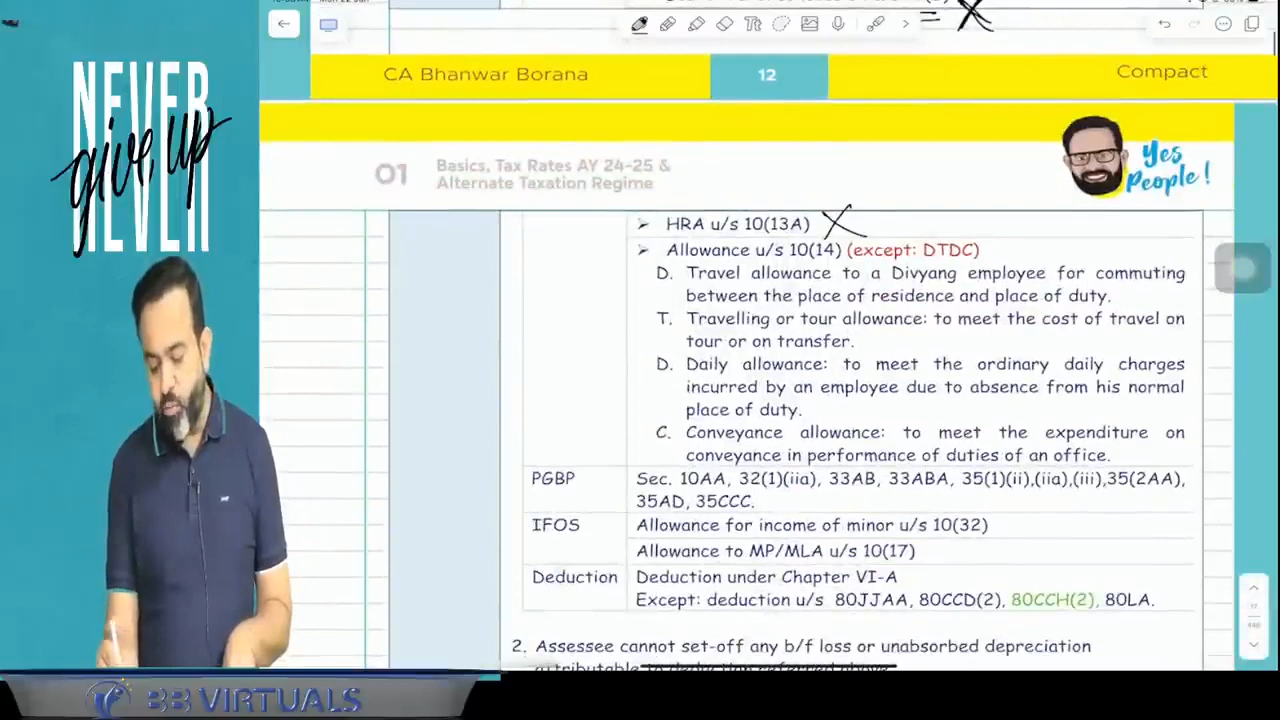 CA Bhanwar Borana
12
Compact
NEVER
give up
NEVER
01
Basics, Tax Rates AY 24-25 &
Alternate Taxation Regime
Yes
People !
➢ HRA u/s 10(13A)
➢ Allowance u/s 10(14) (except: DTDC)
D. Travel allowance to a Divyang employee for commuting
between the place of residence and place of duty.
T. Travelling or tour allowance: to meet the cost of travel on
tour or on transfer.
D. Daily allowance: to meet the ordinary daily charges
incurred by an employee due to absence from his normal
place of duty.
C. Conveyance allowance: to meet the expenditure on
conveyance in performance of duties of an office.
PGBP
Sec. 10AA, 32(1)(iia), 33AB, 33ABA, 35(1)(ii),(iia),(iii),35(2AA),
35AD, 35CCC.
IFOS
Allowance for income of minor u/s 10(32)
Allowance to MP/MLA u/s 10(17)
Deduction
Deduction under Chapter VI-A
Except: deduction u/s 80JJAA, 80CCD(2), 80CCH(2), 80LA.
2. Assessee cannot set-off any b/f loss or unabsorbed depreciation
attributable to deduction referred above
BB VIRTUALS